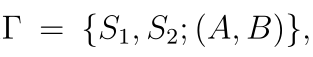 Γ = {S₁, S₂; (A, B)},